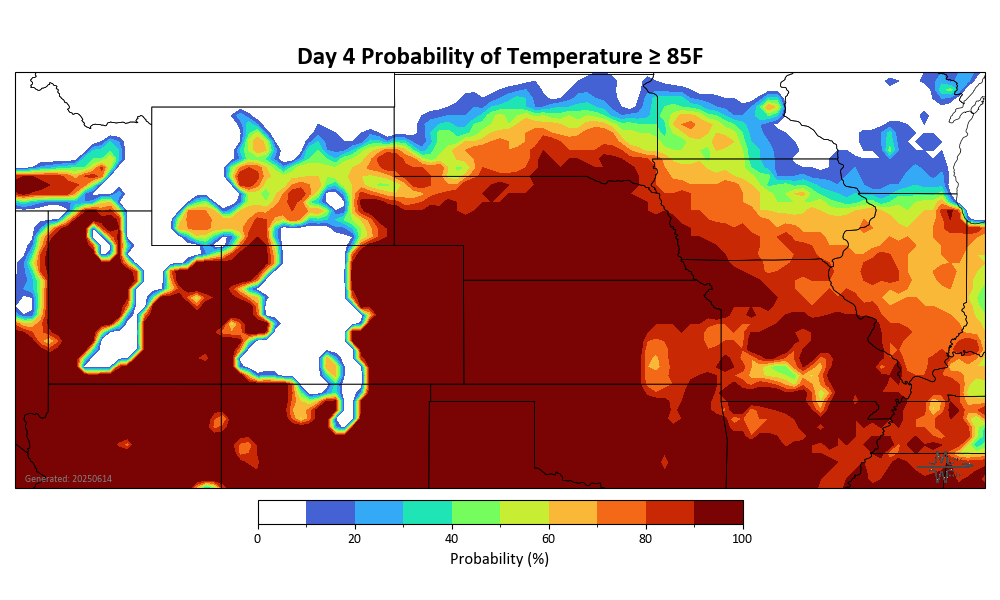 Day 4 Probability of Temperature ≥ 85F
Generated: 20250614
0 20 40 60 80 100
Probability (%)